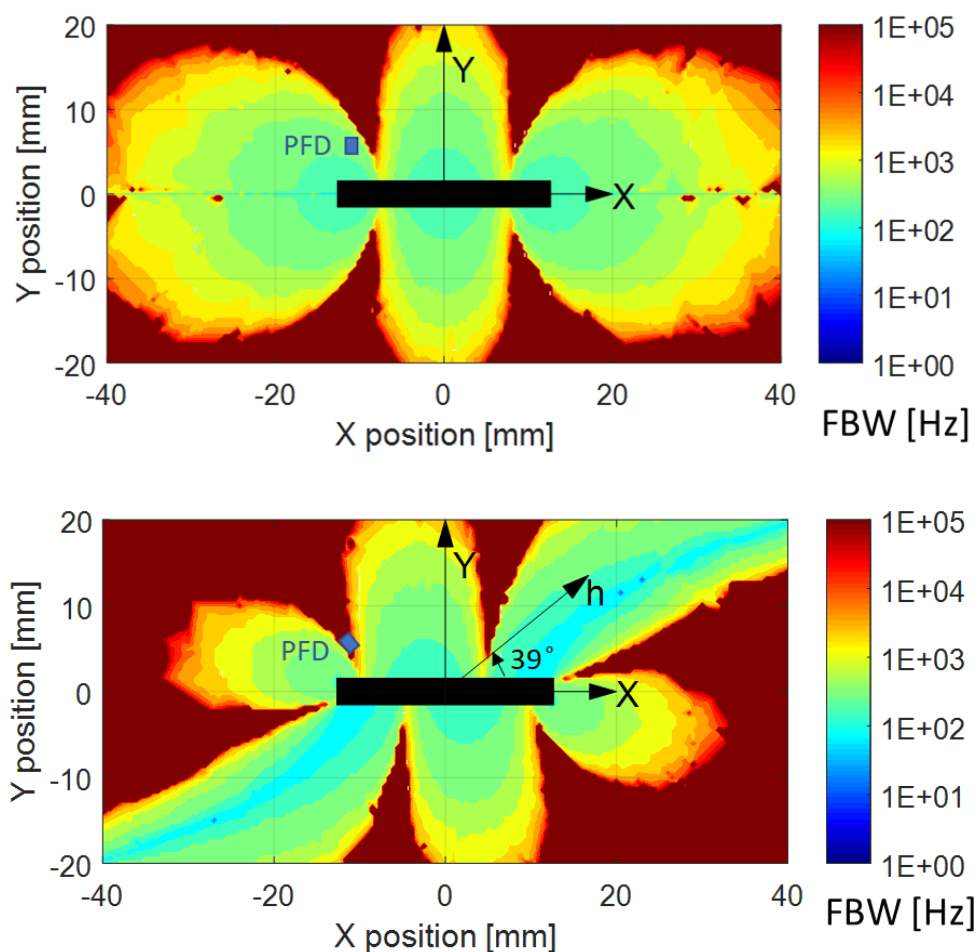 20
10
0
-10
-20
Y position [mm]
-40
-20
0
20
40
X position [mm]
PFD
Y
X
1E+05
1E+04
1E+03
1E+02
1E+01
1E+00
FBW [Hz]
20
10
0
-10
-20
Y position [mm]
-40
-20
0
20
40
X position [mm]
PFD
Y
h
39°
X
1E+05
1E+04
1E+03
1E+02
1E+01
1E+00
FBW [Hz]